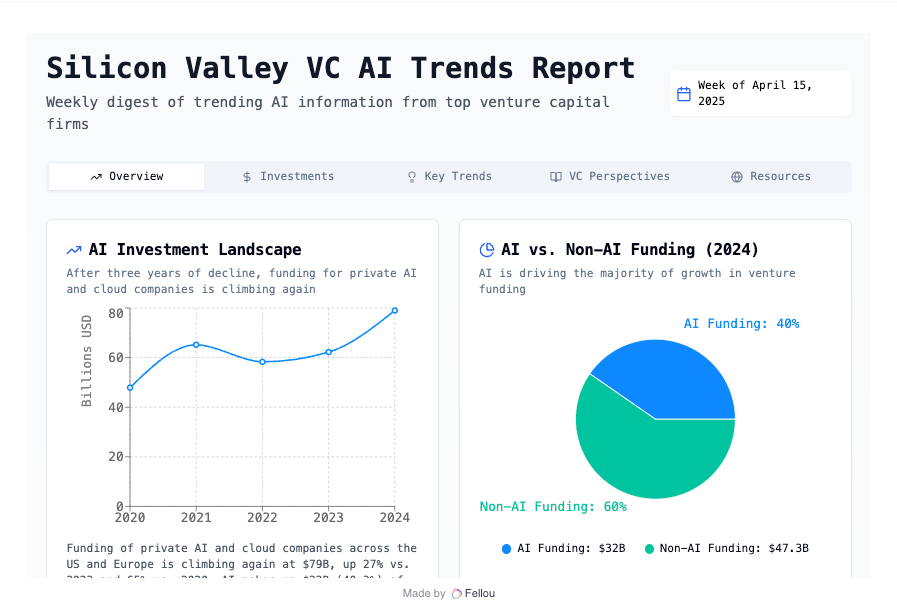 Silicon Valley VC AI Trends Report
Weekly digest of trending AI information from top venture capital
firms
Week of April 15,
2025
Overview
Investments
Key Trends
VC Perspectives
Resources
AI Investment Landscape
After three years of decline, funding for private AI
and cloud companies is climbing again
80
60
40
20
0
Billions USD
2020 2021 2022 2023 2024
Funding of private AI and cloud companies across the
US and Europe is climbing again at $79B, up 27% vs.
AI vs. Non-AI Funding (2024)
AI is driving the majority of growth in venture
funding
AI Funding: 40%
Non-AI Funding: 60%
AI Funding: $32B
Non-AI Funding: $47.3B
Made by Fellou